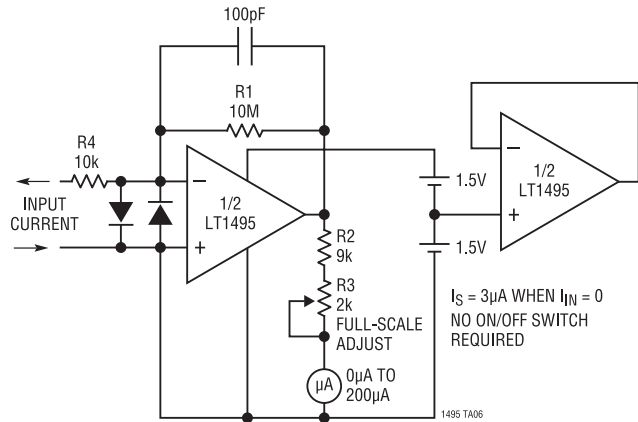 100pF
R1
10M
R4
10k
INPUT
CURRENT
−
+
1/2
LT1495
R2
9k
R3
2k
FULL-SCALE
ADJUST
µA
0µA TO
200µA
1.5V
1.5V
−
+
1/2
LT1495
IS = 3µA WHEN IIN = 0
NO ON/OFF SWITCH
REQUIRED
1495 TA06